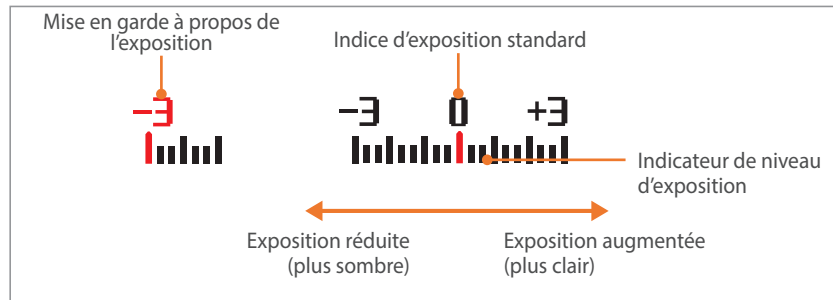 Mise en garde à propos de
l'exposition
Indice d'exposition standard
-3
-3 0 +3
Indicateur de niveau
d'exposition
Exposition réduite
(plus sombre)
Exposition augmentée
(plus clair)